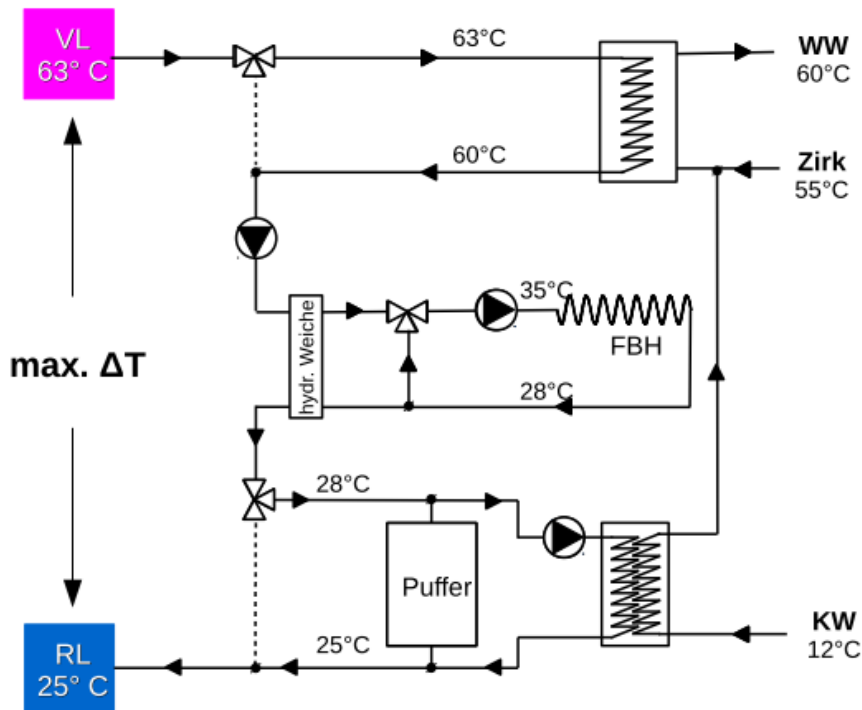 VL
63° C
63°C
WW
60°C
60°C
Zirk
55°C
35°C
FBH
hydr. Weiche
max. ΔT
28°C
28°C
Puffer
25°C
KW
12°C
RL
25° C